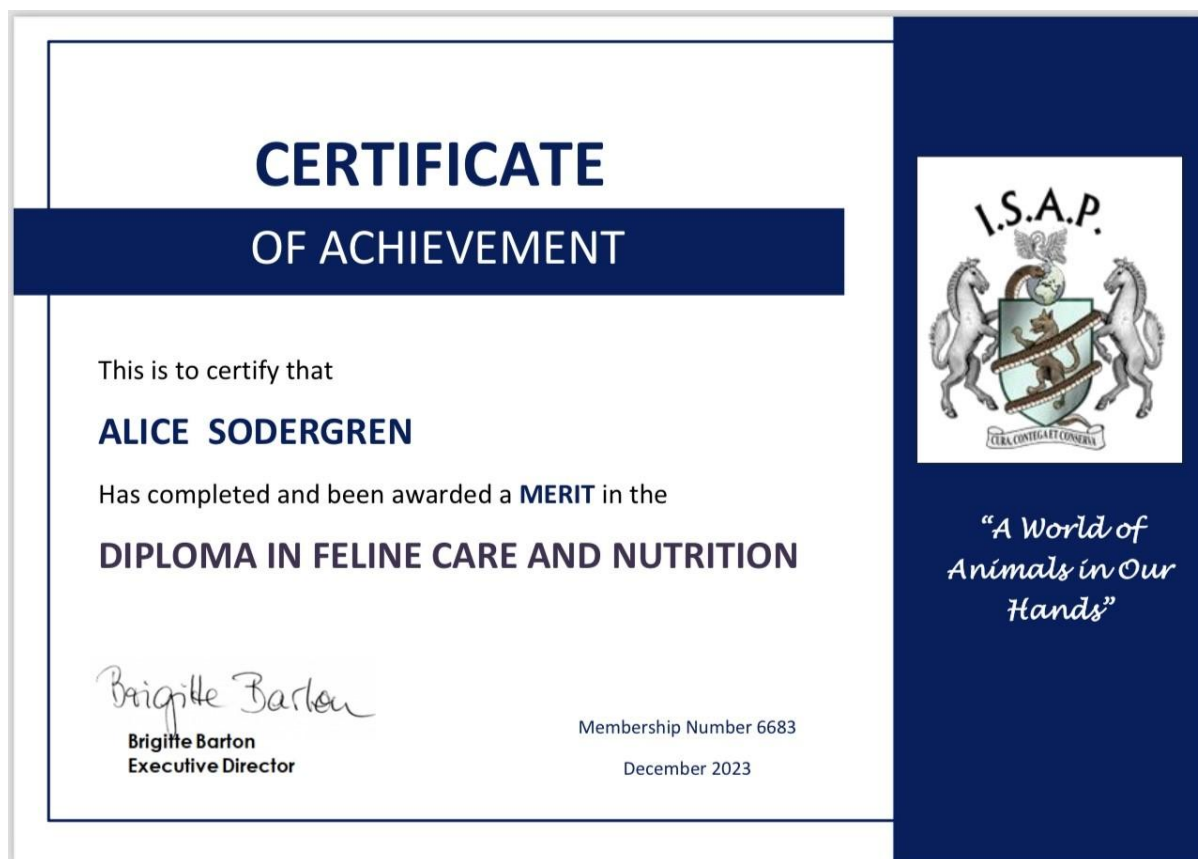 CERTIFICATE
OF ACHIEVEMENT
This is to certify that
ALICE SODERGREN
Has completed and been awarded a MERIT in the
DIPLOMA IN FELINE CARE AND NUTRITION
Brigitte Barton
Brigitte Barton
Executive Director
Membership Number 6683
December 2023
I.S.A.P.
CURA, CONTEGA ET CONSERVA
“A World of
Animals in Our
Hands”